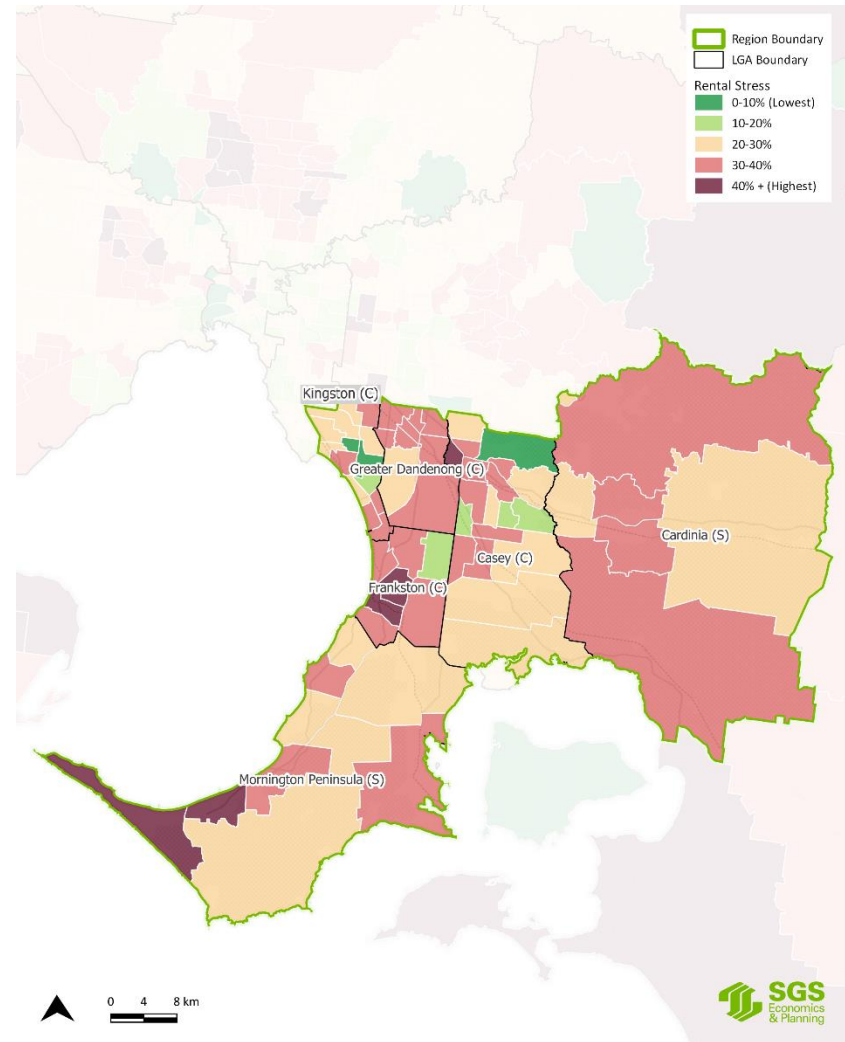 Region Boundary
LGA Boundary
Rental Stress
0-10% (Lowest)
10-20%
20-30%
30-40%
40% + (Highest)
Kingston (C)
Greater Dandenong (C)
Cardinia (S)
Casey (C)
Frankston (C)
Mornington Peninsula (S)
0 4 8 km
SGS
Economics
& Planning